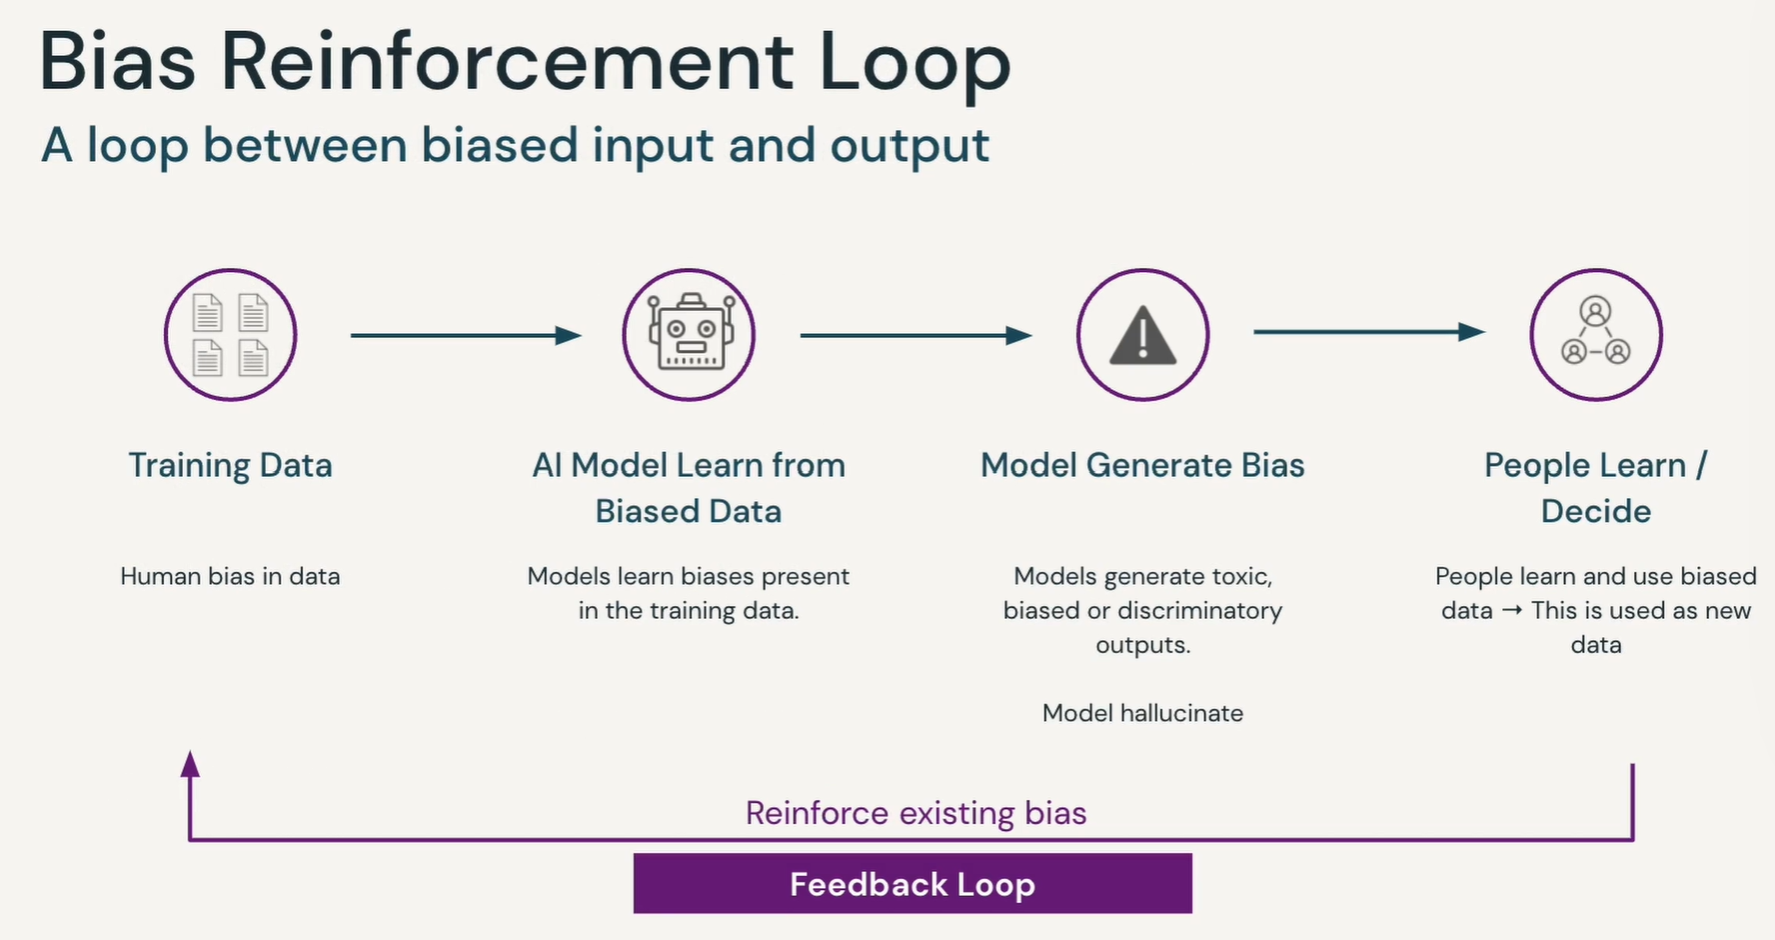 Bias Reinforcement Loop
A loop between biased input and output
Training Data
Human bias in data
AI Model Learn from
Biased Data
Models learn biases present
in the training data.
Model Generate Bias
Models generate toxic,
biased or discriminatory
outputs.
Model hallucinate
People Learn /
Decide
People learn and use biased
data → This is used as new
data
Reinforce existing bias
Feedback Loop